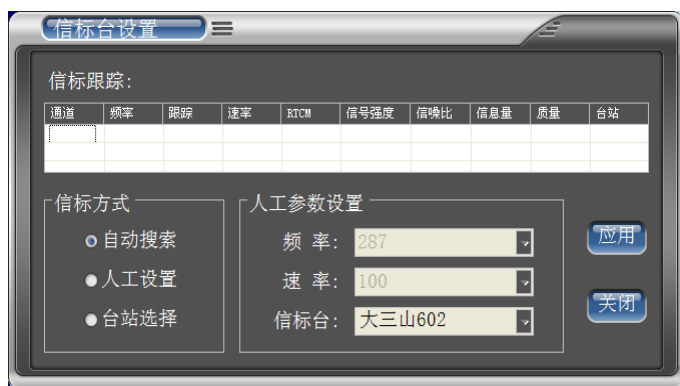 信标台设置
信标跟踪:
通道 频率 跟踪 速率 RTCM 信号强度 信噪比 信息量 质量 台站
信标方式
自动搜索
人工设置
台站选择
人工参数设置
频 率: 287
速 率: 100
信标台: 大三山602
应用
关闭